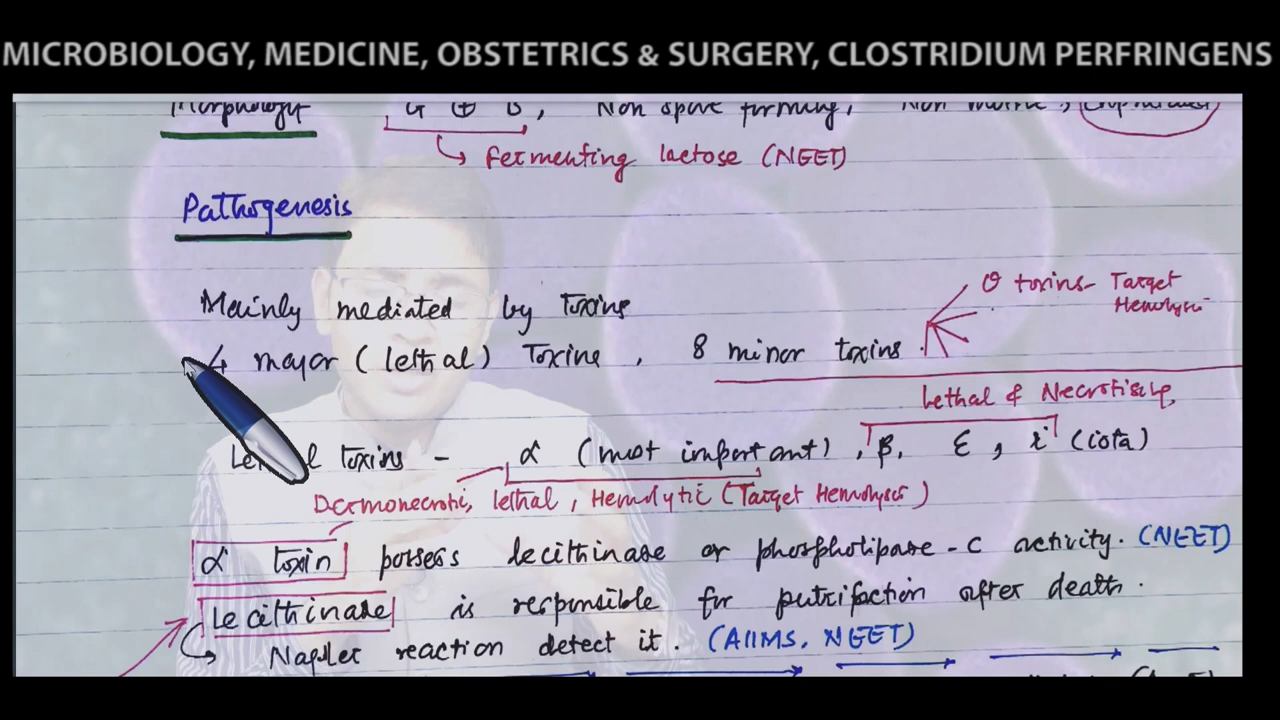 MICROBIOLOGY, MEDICINE, OBSTETRICS & SURGERY, CLOSTRIDIUM PERFRINGENS
Morphology G ⊕ B, Non spore forming, Non motile,
Fermenting lactose (NEET)
Pathogenesis
θ toxins - Target
Hemolysis
Mainly mediated by toxins
4 major (lethal) Toxins , 8 minor toxins.
Lethal & Necrotising
toxins - α (most important), β, ε, i (iota)
Dermonecrotic, lethal, Hemolytic (Target Hemolysis)
α toxin possess lecithinase or phospholipase - C activity. (NEET)
Lecithinase is responsible for putrifaction after death.
Nagler reaction detect it. (AIIMS, NEET)